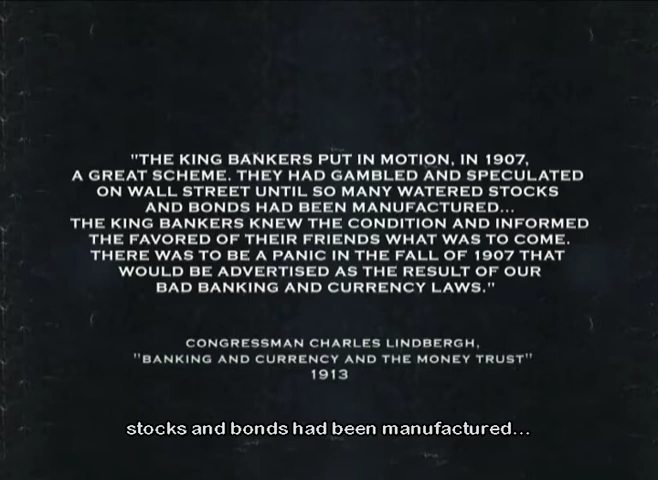 "THE KING BANKERS PUT IN MOTION, IN 1907,
A GREAT SCHEME. THEY HAD GAMBLED AND SPECULATED
ON WALL STREET UNTIL SO MANY WATERED STOCKS
AND BONDS HAD BEEN MANUFACTURED...
THE KING BANKERS KNEW THE CONDITION AND INFORMED
THE FAVORED OF THEIR FRIENDS WHAT WAS TO COME.
THERE WAS TO BE A PANIC IN THE FALL OF 1907 THAT
WOULD BE ADVERTISED AS THE RESULT OF OUR
BAD BANKING AND CURRENCY LAWS."
CONGRESSMAN CHARLES LINDBERGH,
"BANKING AND CURRENCY AND THE MONEY TRUST"
1913
stocks and bonds had been manufactured...